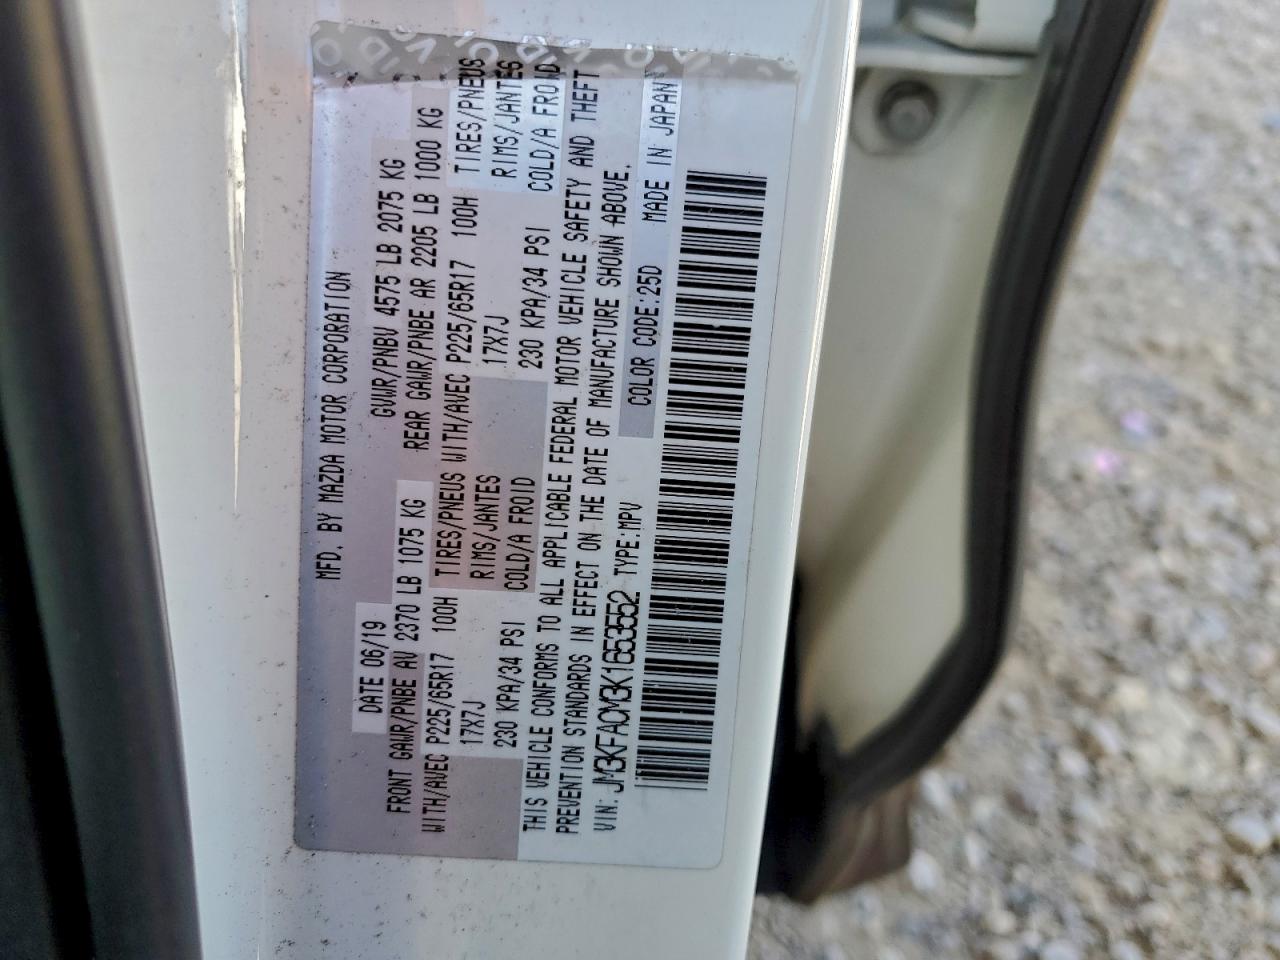 MFD. BY MAZDA MOTOR CORPORATION
DATE 06/19 GVWR/PNBV 4575 LB 2075 KG
FRONT GAWR/PNBE AV 2370 LB 1075 KG REAR GAWR/PNBE AR 2205 LB 1000 KG
WITH/AVEC P225/65R17 100H TIRES/PNEUS WITH/AVEC P225/65R17 100H TIRES/PNEUS
17X7J RIMS/JANTES 17X7J RIMS/JANTES
230 KPA/34 PSI COLD/A FROID 230 KPA/34 PSI COLD/A FROID
THIS VEHICLE CONFORMS TO ALL APPLICABLE FEDERAL MOTOR VEHICLE SAFETY AND THEFT
PREVENTION STANDARDS IN EFFECT ON THE DATE OF MANUFACTURE SHOWN ABOVE.
VIN: JM3KFACM3K1653552 TYPE:MPV COLOR CODE:25D MADE IN JAPAN